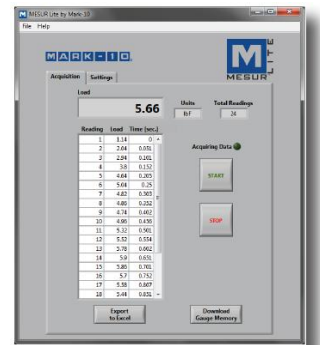 MESUR Lite by Mark-10
File Help
MARK-10
M
LITE
MESUR
Acquisition Settings
Load
5.66
Units
lbF
Total Readings
24
Reading Load Time (sec.)
1 1.14 0
2 2.04 0.051
3 2.94 0.101
4 3.8 0.152
5 4.64 0.203
6 5.04 0.25
7 4.82 0.303
8 4.86 0.352
9 4.74 0.402
10 4.96 0.456
11 5.32 0.501
12 5.52 0.554
13 5.78 0.602
14 5.9 0.651
15 5.86 0.701
16 5.7 0.752
17 5.58 0.807
18 5.44 0.851
Acquiring Data
START
STOP
Export
to Excel
Download
Gauge Memory